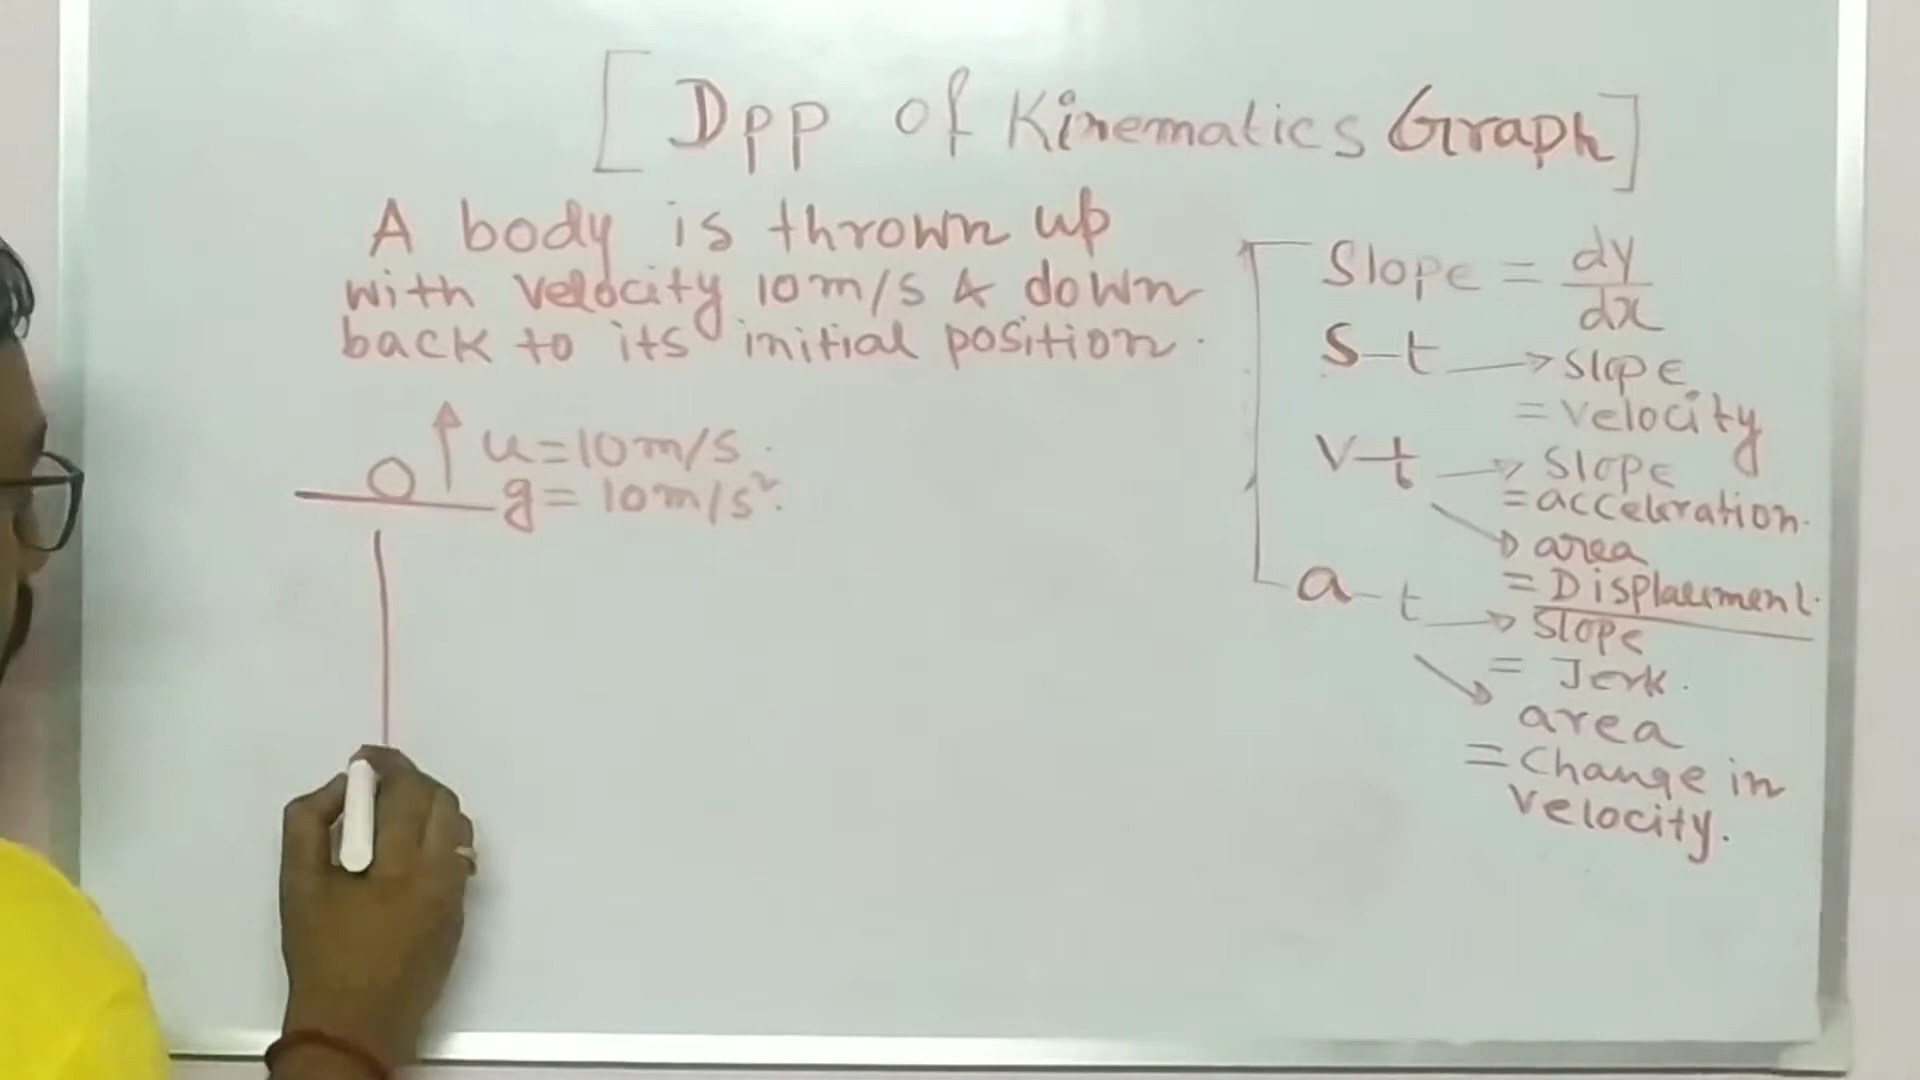 [Dpp of Kinematics Graph]
A body is thrown up
with velocity 10m/s & down
back to its initial position.
u=10m/s.
g= 10m/s².
Slope = dy/dx
S-t → slope
= velocity
V-t → slope
= acceleration.
→ area
= Displacement.
a-t → slope
= Jerk.
→ area
= Change in
velocity.